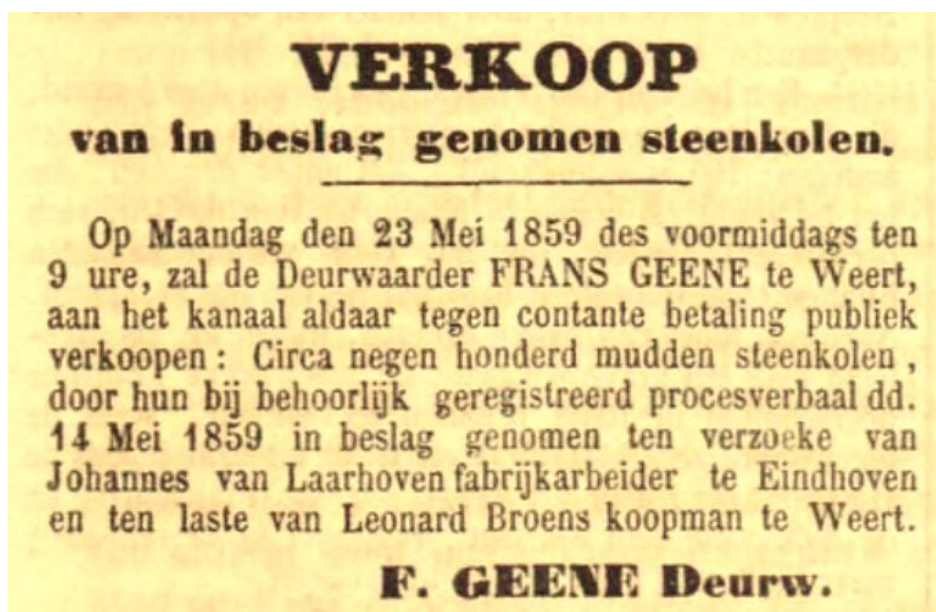 VERKOOP
van in beslag genomen steenkolen.
Op Maandag den 23 Mei 1859 des voormiddags ten
9 ure, zal de Deurwaarder FRANS GEENE te Weert,
aan het kanaal aldaar tegen contante betaling publiek
verkoopen : Circa negen honderd mudden steenkolen ,
door hun bij behoorlijk geregistreerd procesverbaal dd.
14 Mei 1859 in beslag genomen ten verzoeke van
Johannes van Laarhoven fabrijkarbeider te Eindhoven
en ten laste van Leonard Broens koopman te Weert.
F. GEENE Deurw.